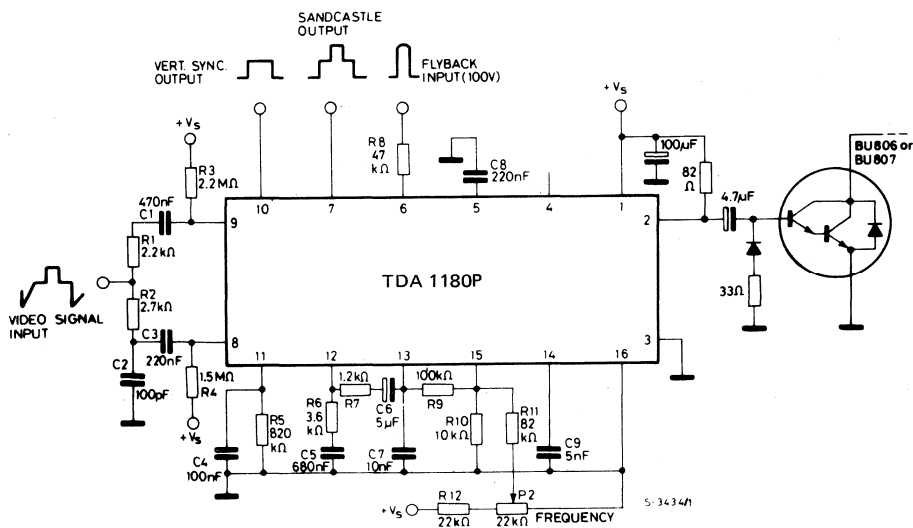 SANDCASTLE
OUTPUT
VERT. SYNC.
OUTPUT
FLYBACK
INPUT (100V)
+Vs
+Vs
R3
2.2MΩ
R8
47
kΩ
C8
220nF
100µF
82
Ω
BU806 or
BU807
470nF
C1
4.7µF
10
7
6
5
4
1
9
2
R1
2.2kΩ
TDA 1180P
R2
2.7kΩ
33Ω
VIDEO SIGNAL
INPUT
C3
220nF
8
3
11
12
13
15
14
16
C2
100pF
1.5MΩ
R4
1.2kΩ
R7
100kΩ
R9
C6
5µF
R6
3.6
kΩ
R5
820
kΩ
R10
10kΩ
R11
82
kΩ
C9
5nF
+Vs
C4
100nF
C5
680nF
C7
10nF
R12
P2
S-3434/1
+Vs
22kΩ
22kΩ
FREQUENCY